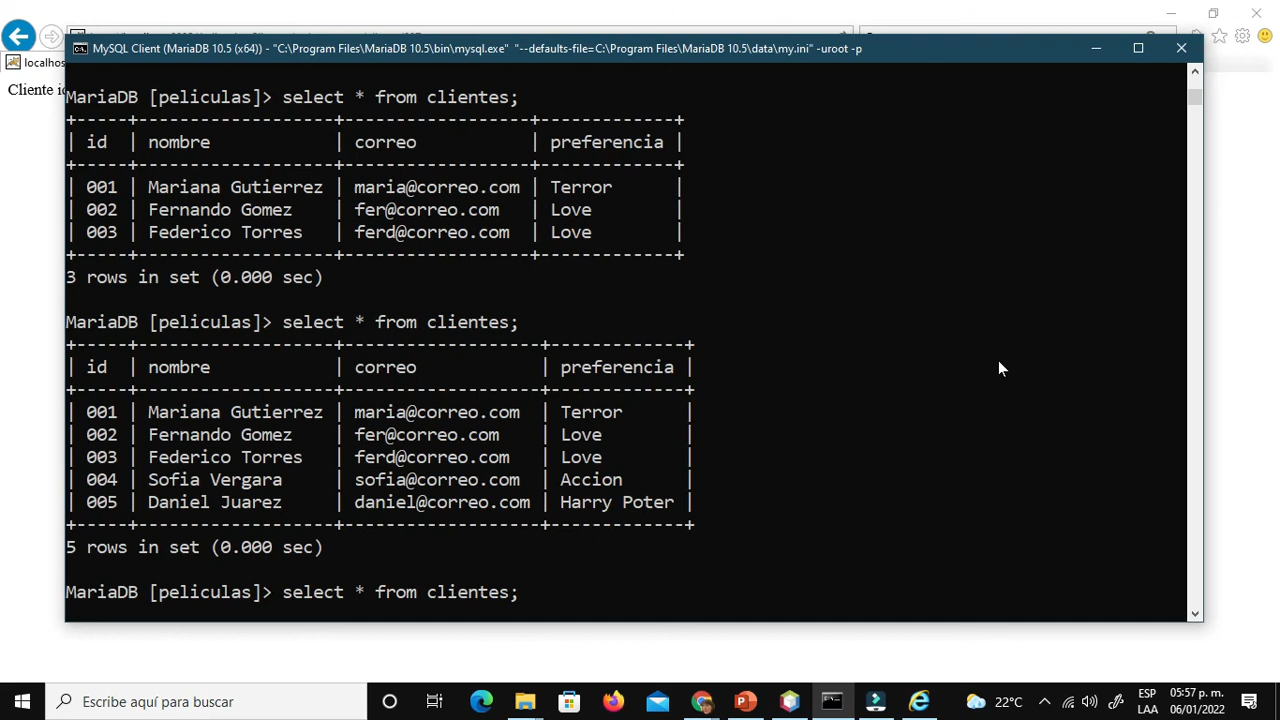 MySQL Client (MariaDB 10.5 (x64)) - "C:\Program Files\MariaDB 10.5\bin\mysql.exe" "--defaults-file=C:\Program Files\MariaDB 10.5\data\my.ini" -uroot -p
localhos
Cliente
MariaDB [peliculas]> select * from clientes;
+-----+-------------------+------------------+-------------+
| id | nombre | correo | preferencia |
+-----+-------------------+------------------+-------------+
| 001 | Mariana Gutierrez | maria@correo.com | Terror |
| 002 | Fernando Gomez | fer@correo.com | Love |
| 003 | Federico Torres | ferd@correo.com | Love |
+-----+-------------------+------------------+-------------+
3 rows in set (0.000 sec)
MariaDB [peliculas]> select * from clientes;
+-----+-------------------+-------------------+-------------+
| id | nombre | correo | preferencia |
+-----+-------------------+-------------------+-------------+
| 001 | Mariana Gutierrez | maria@correo.com | Terror |
| 002 | Fernando Gomez | fer@correo.com | Love |
| 003 | Federico Torres | ferd@correo.com | Love |
| 004 | Sofia Vergara | sofia@correo.com | Accion |
| 005 | Daniel Juarez | daniel@correo.com | Harry Poter |
+-----+-------------------+-------------------+-------------+
5 rows in set (0.000 sec)
MariaDB [peliculas]> select * from clientes;
Escribe aquí para buscar
22°C
ESP
LAA
05:57 p. m.
06/01/2022